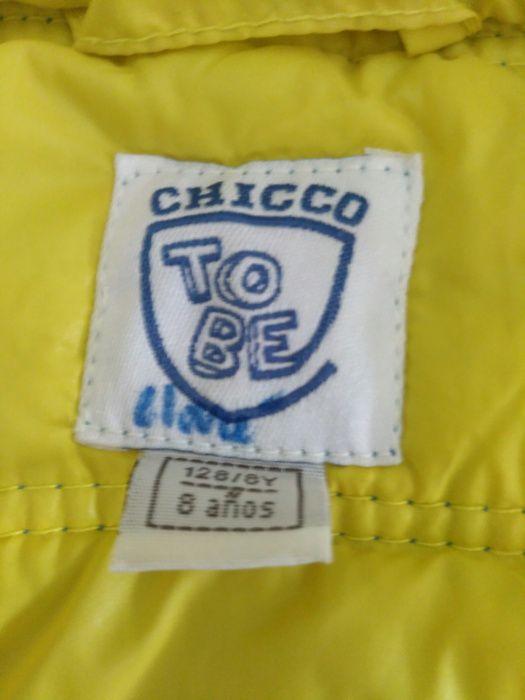 CHICCO
TO
BE
128/8Y
8 años